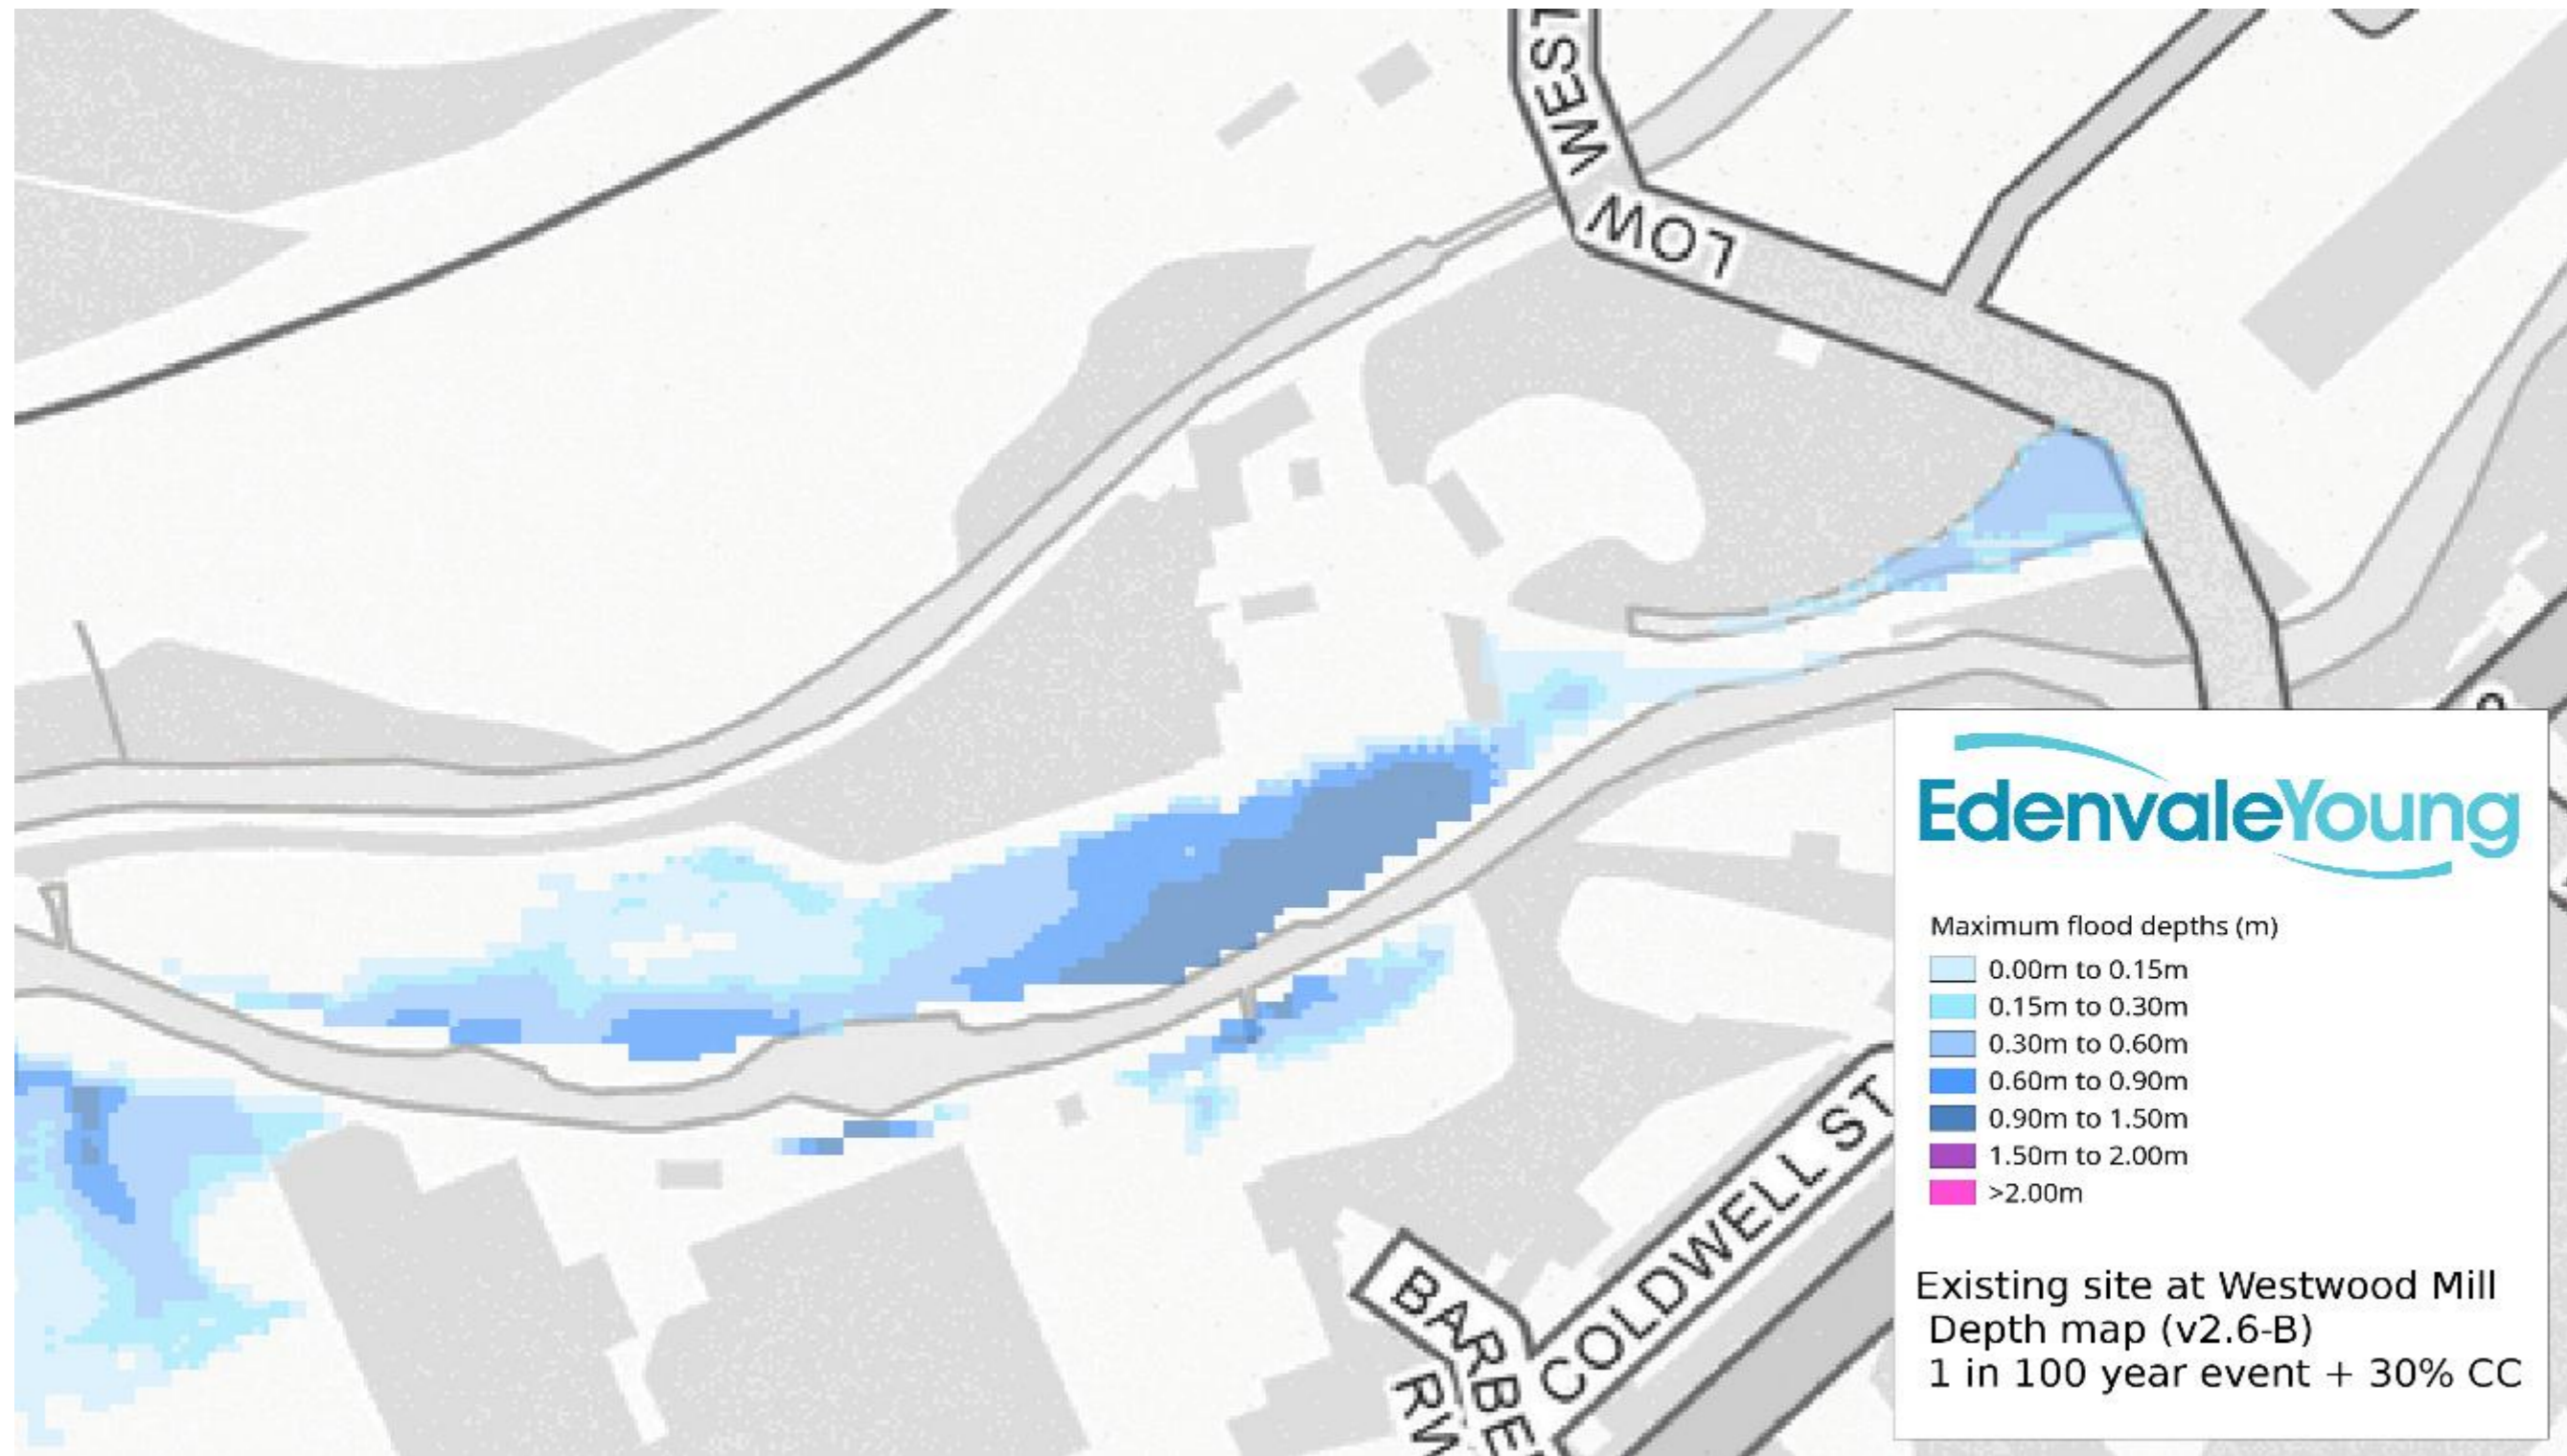 WES
LOW
EdenvaleYoung
Maximum flood depths (m)
0.00m to 0.15m
0.15m to 0.30m
0.30m to 0.60m
0.60m to 0.90m
0.90m to 1.50m
1.50m to 2.00m
>2.00m
COLDWELL ST
BARBE
RW
Existing site at Westwood Mill
Depth map (v2.6-B)
1 in 100 year event + 30% CC